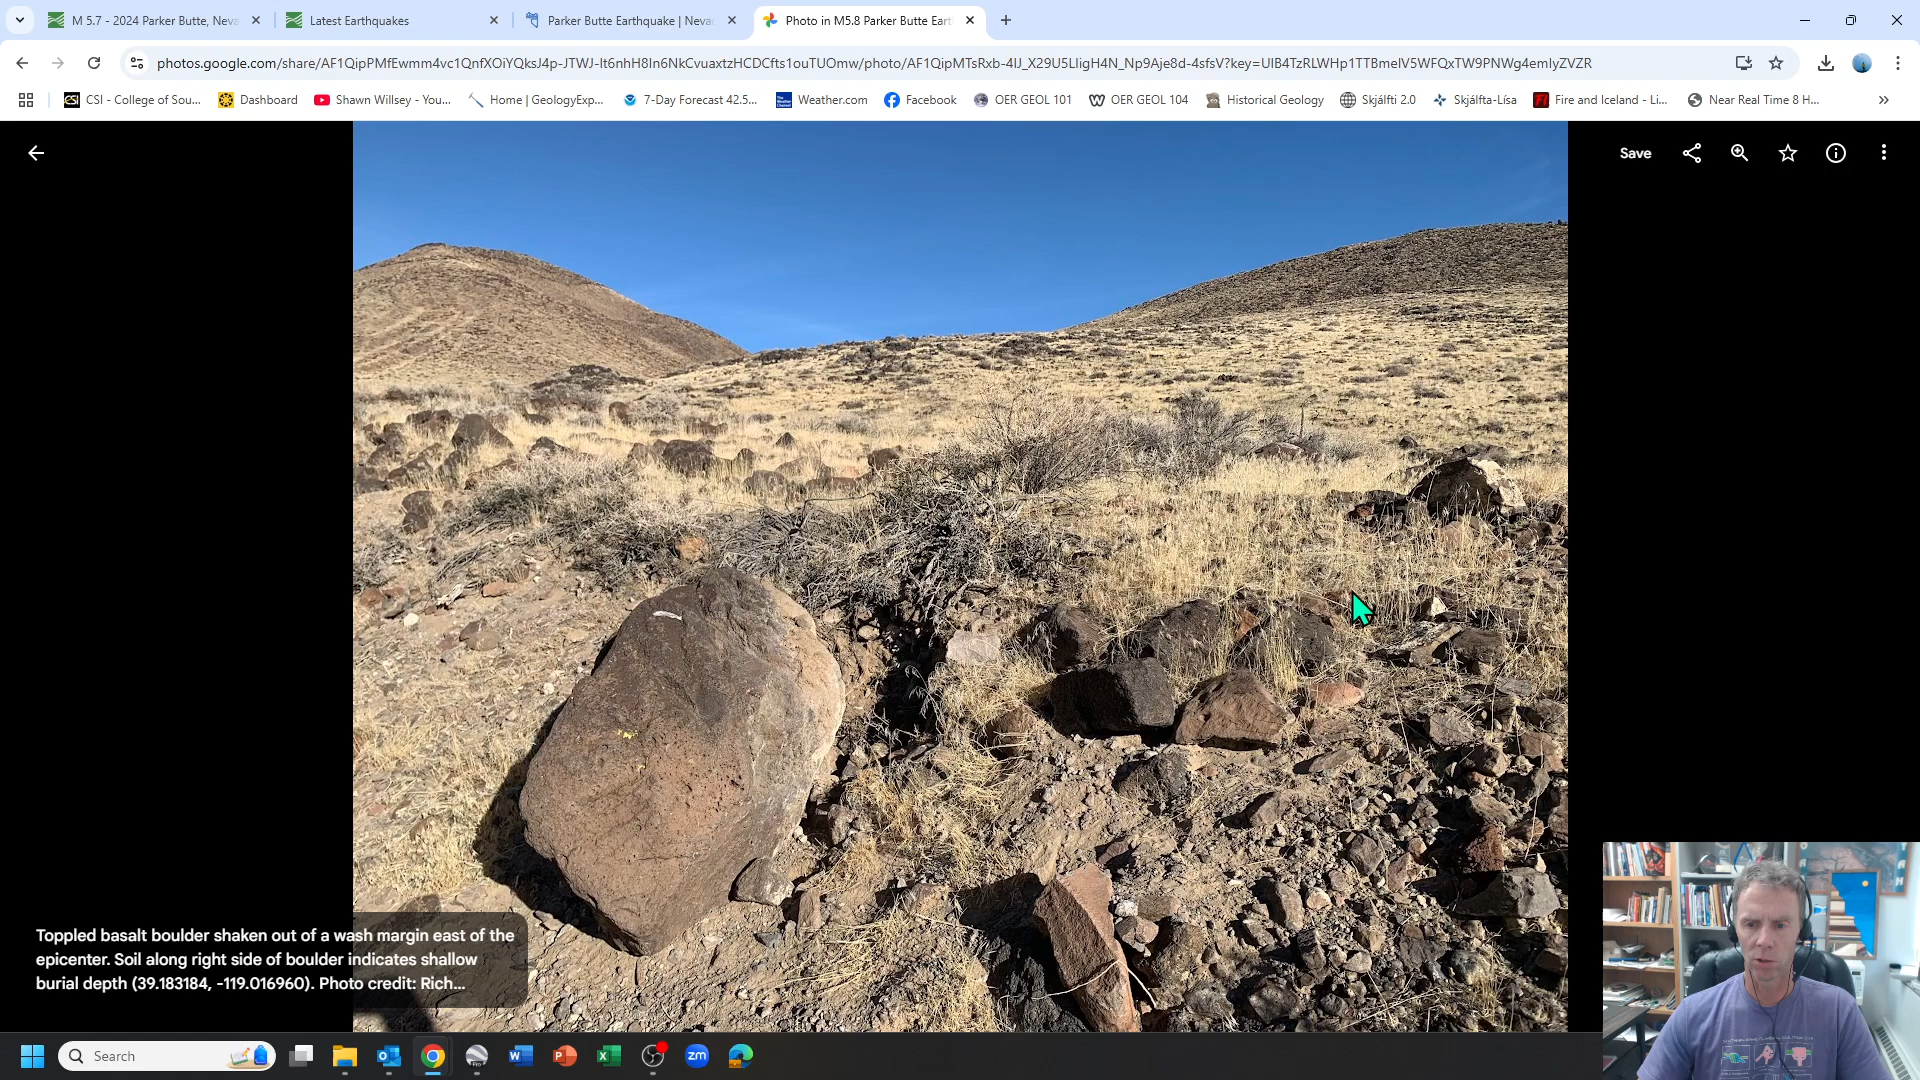 M 5.7 - 2024 Parker Butte, Neva
Latest Earthquakes
Parker Butte Earthquake | Neva
Photo in M5.8 Parker Butte Eart
photos.google.com/share/AF1QipPMfEwmm4vc1QnfXOiYQksJ4p-JTWJ-It6nhH8In6NkCvuaxtzHCDCfts1ouTUOmw/photo/AF1QipMTsRxb-4IJ_X29U5LligH4N_Np9Aje8d-4sfsV?key=UlB4TzRLWHp1TTBmelV5WFQxTW9PNWg4emIyZVZR
CSI - College of Sou...
Dashboard
Shawn Willsey - You...
Home | GeologyExp...
7-Day Forecast 42.5...
Weather.com
Facebook
OER GEOL 101
OER GEOL 104
Historical Geology
Skjálfti 2.0
Skjálfta-Lísa
Fire and Iceland - Li...
Near Real Time 8 H...
Save
Toppled basalt boulder shaken out of a wash margin east of the
epicenter. Soil along right side of boulder indicates shallow
burial depth (39.183184, -119.016960). Photo credit: Rich...
Search
zm